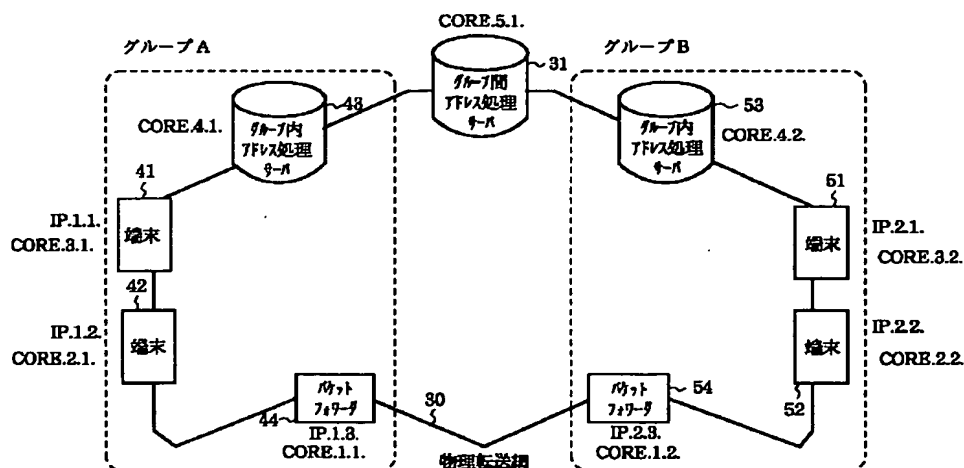 CORE.5.1.
グループA
グループB
31
グループ間
アドレス処理
サーバ
43
CORE.4.1.
グループ内
アドレス処理
サーバ
53
グループ内
アドレス処理
サーバ
CORE.4.2.
41
IP.1.1.
CORE.3.1.
端末
51
端末
IP.2.1.
CORE.3.2.
42
IP.1.2.
CORE.2.1.
端末
端末
IP.2.2.
CORE.2.2.
52
パケット
フォワーダ
44
IP.1.3.
CORE.1.1.
30
物理転送網
パケット
フォワーダ
54
IP.2.3.
CORE.1.2.